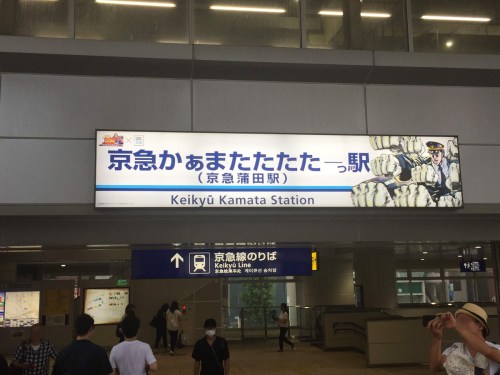 京急かぁまたたたた―っ駅
(京急蒲田駅)
Keikyū Kamata Station
京急線のりば
Keikyū Line